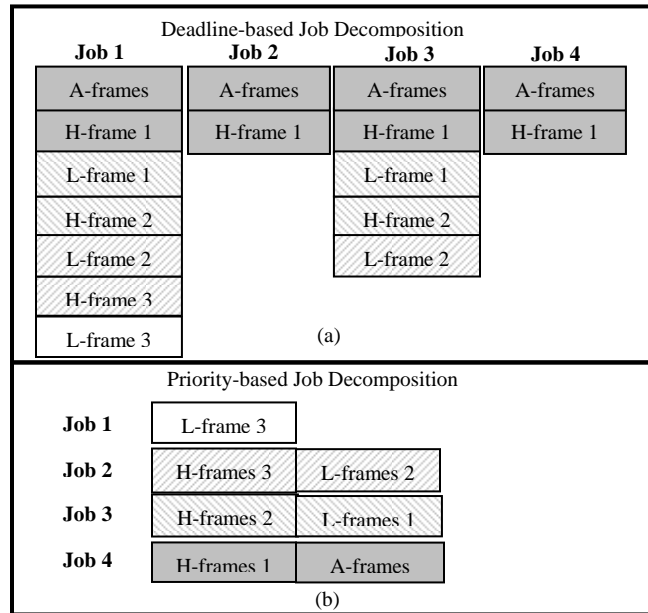 Deadline-based Job Decomposition
Job 1 Job 2 Job 3 Job 4
A-frames A-frames A-frames A-frames
H-frame 1 H-frame 1 H-frame 1 H-frame 1
L-frame 1 L-frame 1
H-frame 2 H-frame 2
L-frame 2 L-frame 2
H-frame 3
L-frame 3
(a)
Priority-based Job Decomposition
Job 1 L-frame 3
Job 2 H-frames 3 L-frames 2
Job 3 H-frames 2 L-frames 1
Job 4 H-frames 1 A-frames
(b)